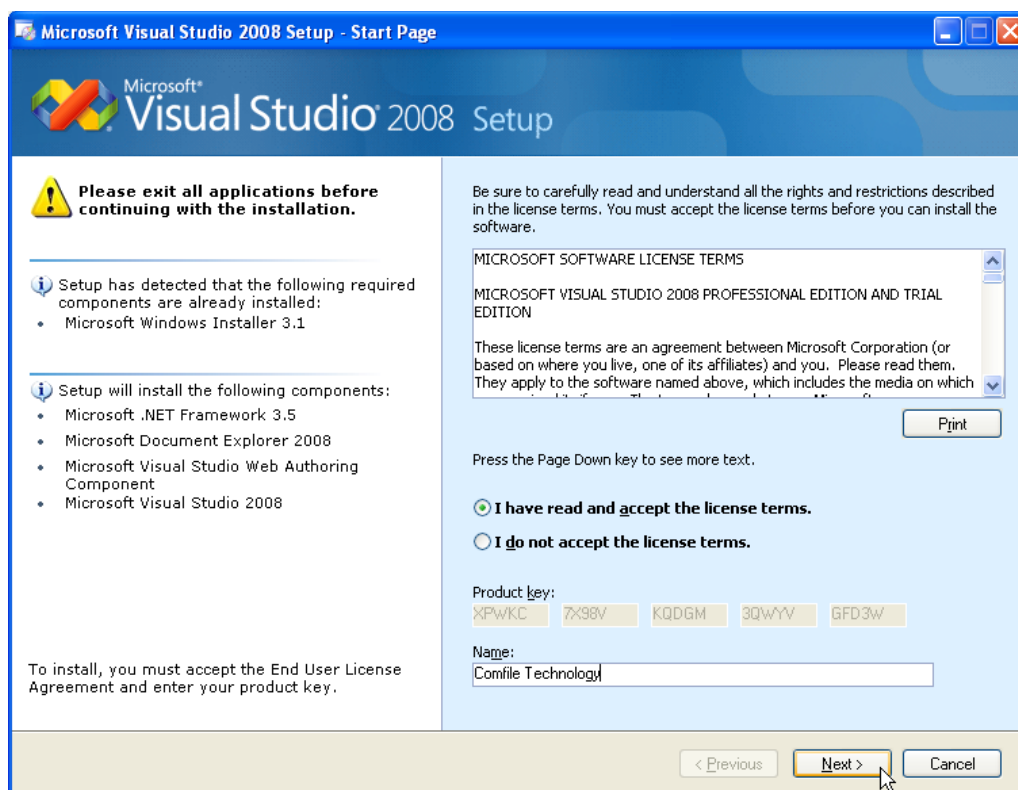 Microsoft Visual Studio 2008 Setup - Start Page
Microsoft®
Visual Studio® 2008 Setup
Please exit all applications before
continuing with the installation.
Setup has detected that the following required
components are already installed:
• Microsoft Windows Installer 3.1
Setup will install the following components:
• Microsoft .NET Framework 3.5
• Microsoft Document Explorer 2008
• Microsoft Visual Studio Web Authoring
Component
• Microsoft Visual Studio 2008
To install, you must accept the End User License
Agreement and enter your product key.
Be sure to carefully read and understand all the rights and restrictions described
in the license terms. You must accept the license terms before you can install the
software.
MICROSOFT SOFTWARE LICENSE TERMS
MICROSOFT VISUAL STUDIO 2008 PROFESSIONAL EDITION AND TRIAL
EDITION
These license terms are an agreement between Microsoft Corporation (or
based on where you live, one of its affiliates) and you. Please read them.
They apply to the software named above, which includes the media on which
Print
Press the Page Down key to see more text.
I have read and accept the license terms.
I do not accept the license terms.
Product key:
XPWKC 7X98V KQDGM 3QWYV GFD3W
Name:
Comfile Technology
< Previous Next > Cancel